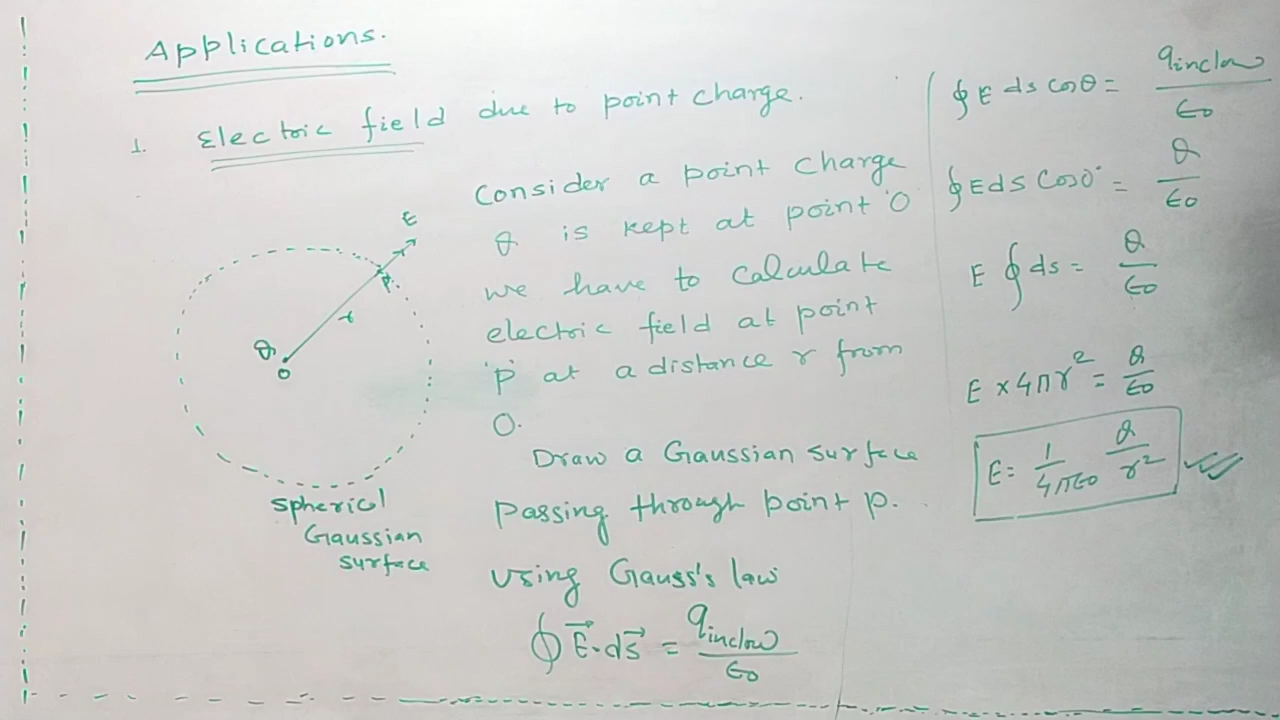 Applications.
1. Electric field due to point charge.
E
P
r
Q
O
Spherical
Gaussian
surface
Consider a point charge
Q is kept at point 'O
we have to calculate
electric field at point
'p' at a distance r from
O.
Draw a Gaussian surface
passing through point p.
using Gauss's law
∮ E⃗·ds⃗ = qinclow/ϵ0
∮ E ds cosθ = qinclow/ϵ0
∮ E ds cos0° = Q/ϵ0
E ∮ ds = Q/ϵ0
E × 4πr² = Q/ϵ0
E = 1/4πϵ0 Q/r²